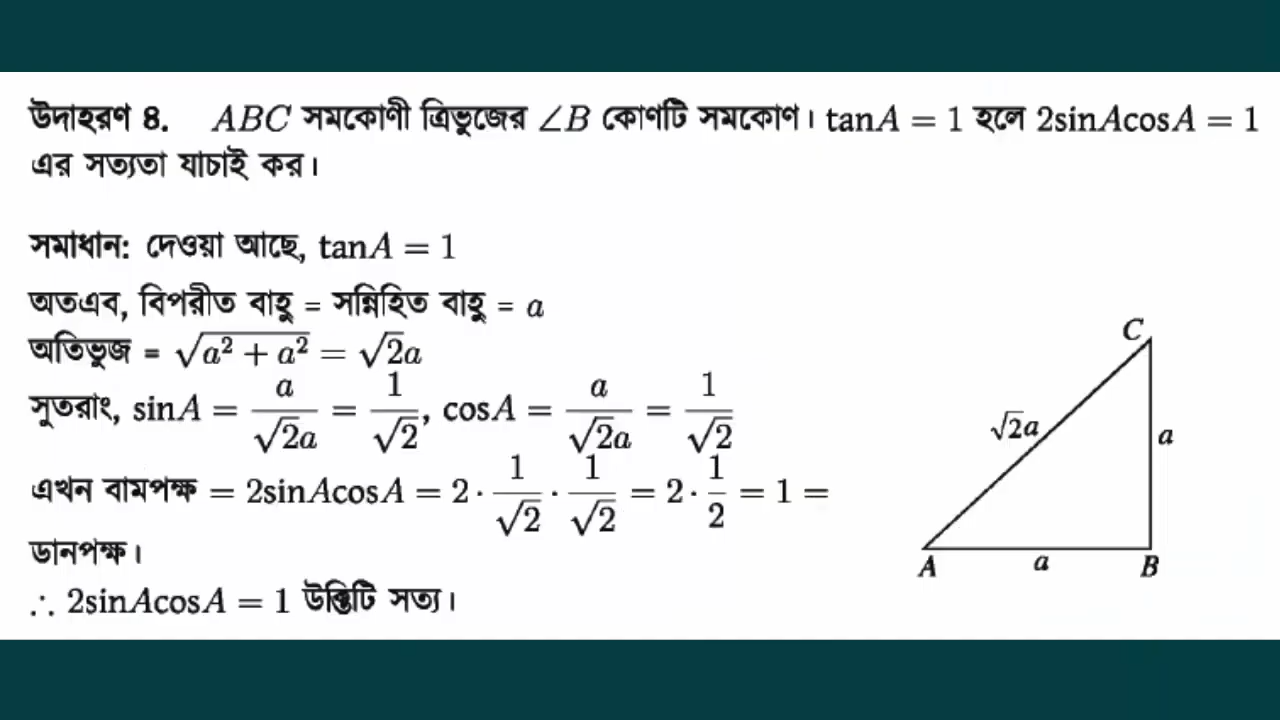 উদাহরণ ৪. ABC সমকোণী ত্রিভুজের ∠B কোণটি সমকোণ। tanA = 1 হলে 2sinAcosA = 1
এর সত্যতা যাচাই কর।
সমাধান: দেওয়া আছে, tanA = 1
অতএব, বিপরীত বাহু = সন্নিহিত বাহু = a
অতিভুজ = √(a² + a²) = √2a
সুতরাং, sinA = a/√2a = 1/√2, cosA = a/√2a = 1/√2
এখন বামপক্ষ = 2sinAcosA = 2 · 1/√2 · 1/√2 = 2 · 1/2 = 1 =
ডানপক্ষ।
∴ 2sinAcosA = 1 উক্তিটি সত্য।
C
√2a
a
A
a
B